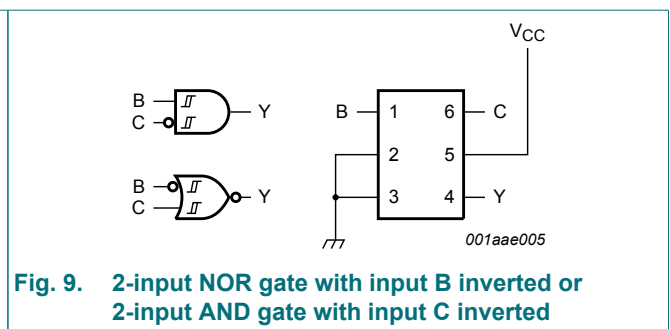 V_CC
B
C
Y
B 1 6 C
2 5
B
C
Y
3 4 Y
001aae005
Fig. 9. 2-input NOR gate with input B inverted or
2-input AND gate with input C inverted